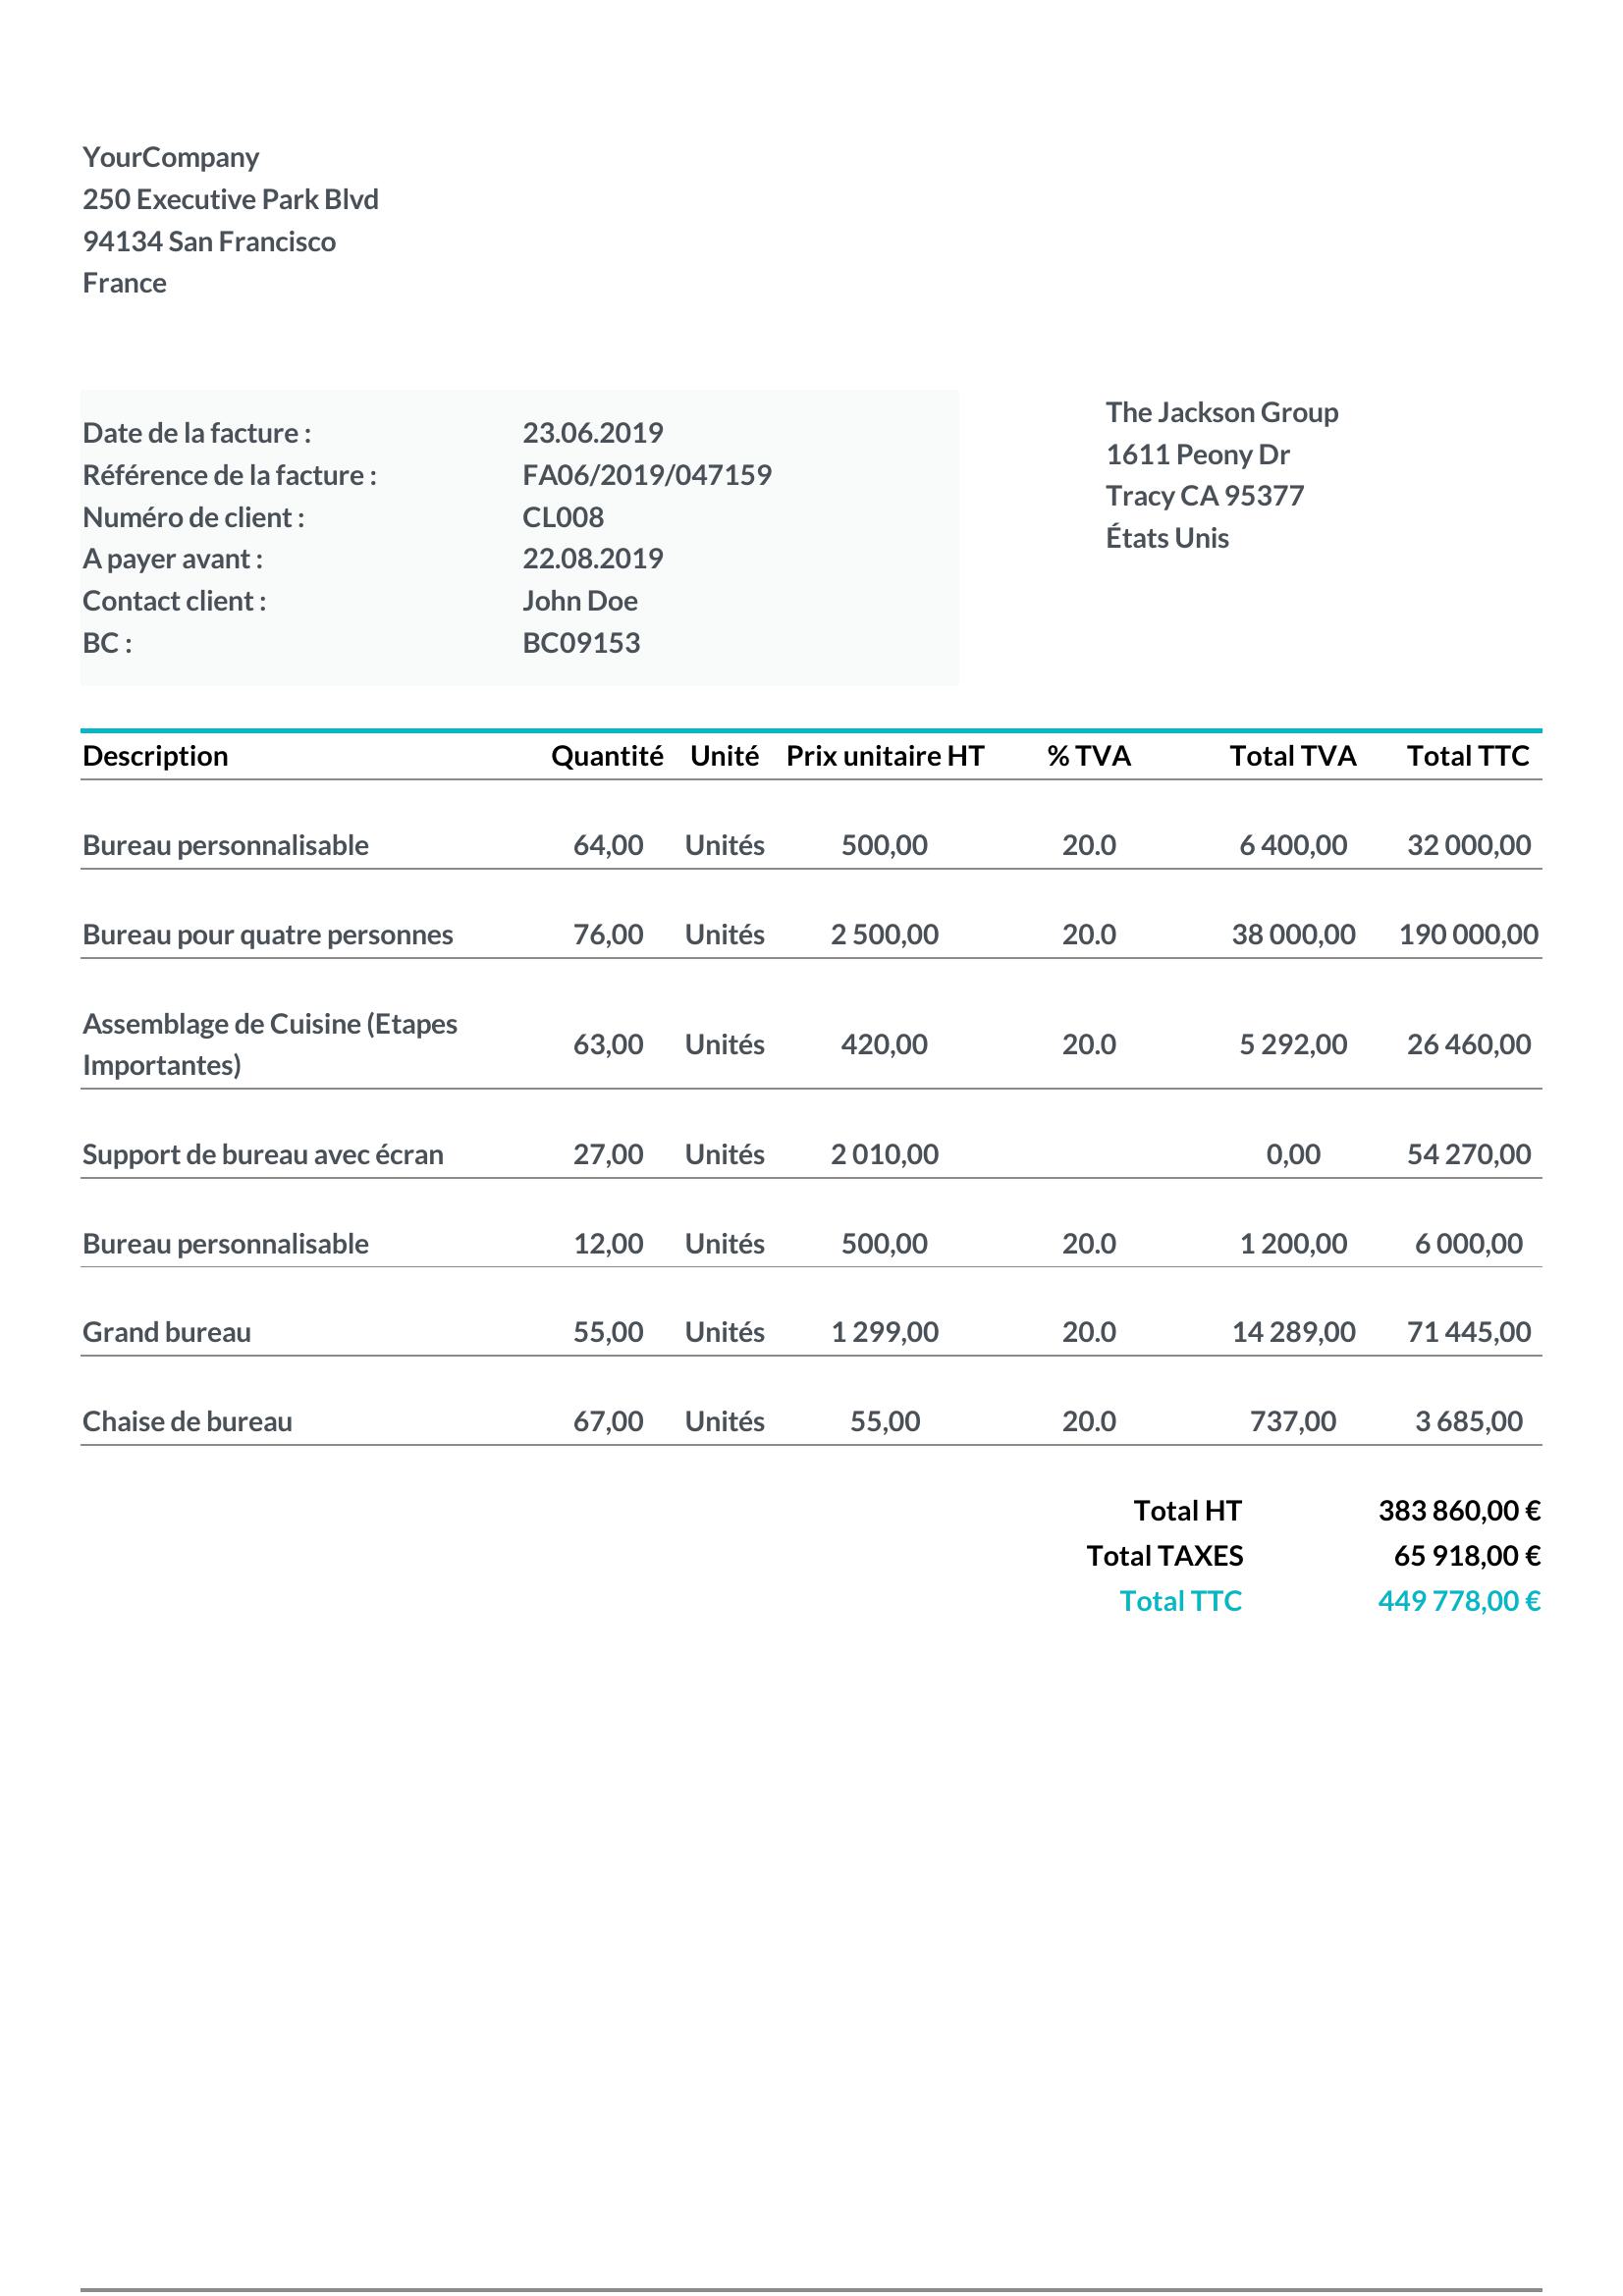 YourCompany
250 Executive Park Blvd
94134 San Francisco
France
Date de la facture : 23.06.2019
Référence de la facture : FA06/2019/047159
Numéro de client : CL008
A payer avant : 22.08.2019
Contact client : John Doe
BC : BC09153
The Jackson Group
1611 Peony Dr
Tracy CA 95377
États Unis
Description Quantité Unité Prix unitaire HT % TVA Total TVA Total TTC
Bureau personnalisable 64,00 Unités 500,00 20.0 6 400,00 32 000,00
Bureau pour quatre personnes 76,00 Unités 2 500,00 20.0 38 000,00 190 000,00
Assemblage de Cuisine (Etapes
Importantes) 63,00 Unités 420,00 20.0 5 292,00 26 460,00
Support de bureau avec écran 27,00 Unités 2 010,00 0,00 54 270,00
Bureau personnalisable 12,00 Unités 500,00 20.0 1 200,00 6 000,00
Grand bureau 55,00 Unités 1 299,00 20.0 14 289,00 71 445,00
Chaise de bureau 67,00 Unités 55,00 20.0 737,00 3 685,00
Total HT 383 860,00 €
Total TAXES 65 918,00 €
Total TTC 449 778,00 €